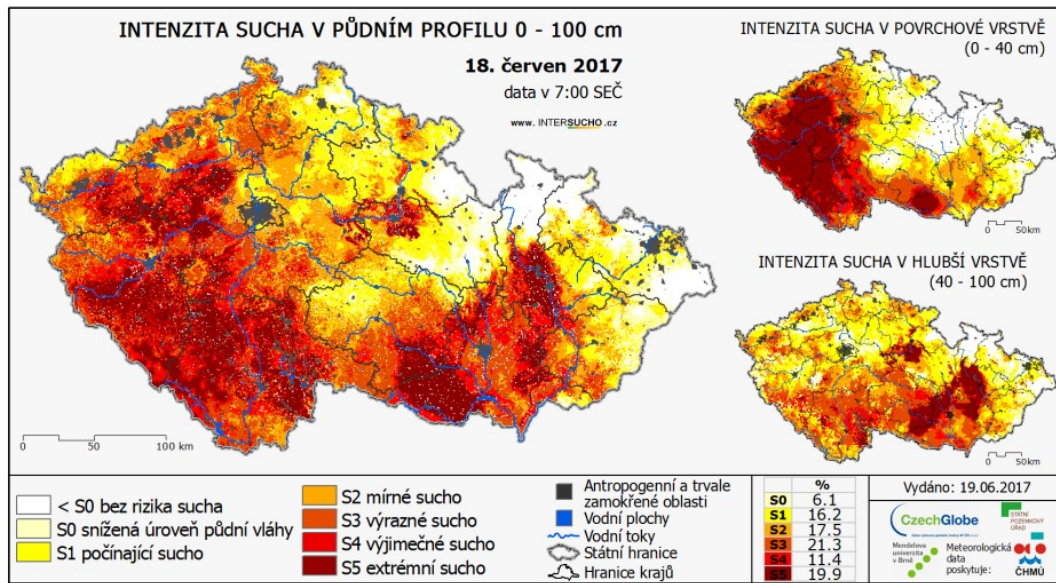 INTENZITA SUCHA V PŮDNÍM PROFILU 0 - 100 cm
18. červen 2017
data v 7:00 SEČ
www. INTERSUCHO .cz
0 50 100 km
INTENZITA SUCHA V POVRCHOVÉ VRSTVĚ
(0 - 40 cm)
0 50km
INTENZITA SUCHA V HLUBŠÍ VRSTVĚ
(40 - 100 cm)
0 50km
< S0 bez rizika sucha
S0 snížená úroveň půdní vláhy
S1 počínající sucho
S2 mírné sucho
S3 výrazné sucho
S4 výjimečné sucho
S5 extrémní sucho
Antropogenní a trvale
zamokřené oblasti
Vodní plochy
Vodní toky
Státní hranice
Hranice krajů
%
S0 6.1
S1 16.2
S2 17.5
S3 21.3
S4 11.4
S5 19.9
Vydáno: 19.06.2017
CzechGlobe
STÁTNÍ
POZEMKOVÝ
ÚŘAD
Mendelova
univerzita
v Brně
Meteorologická
data
poskytuje:
ČHMÚ